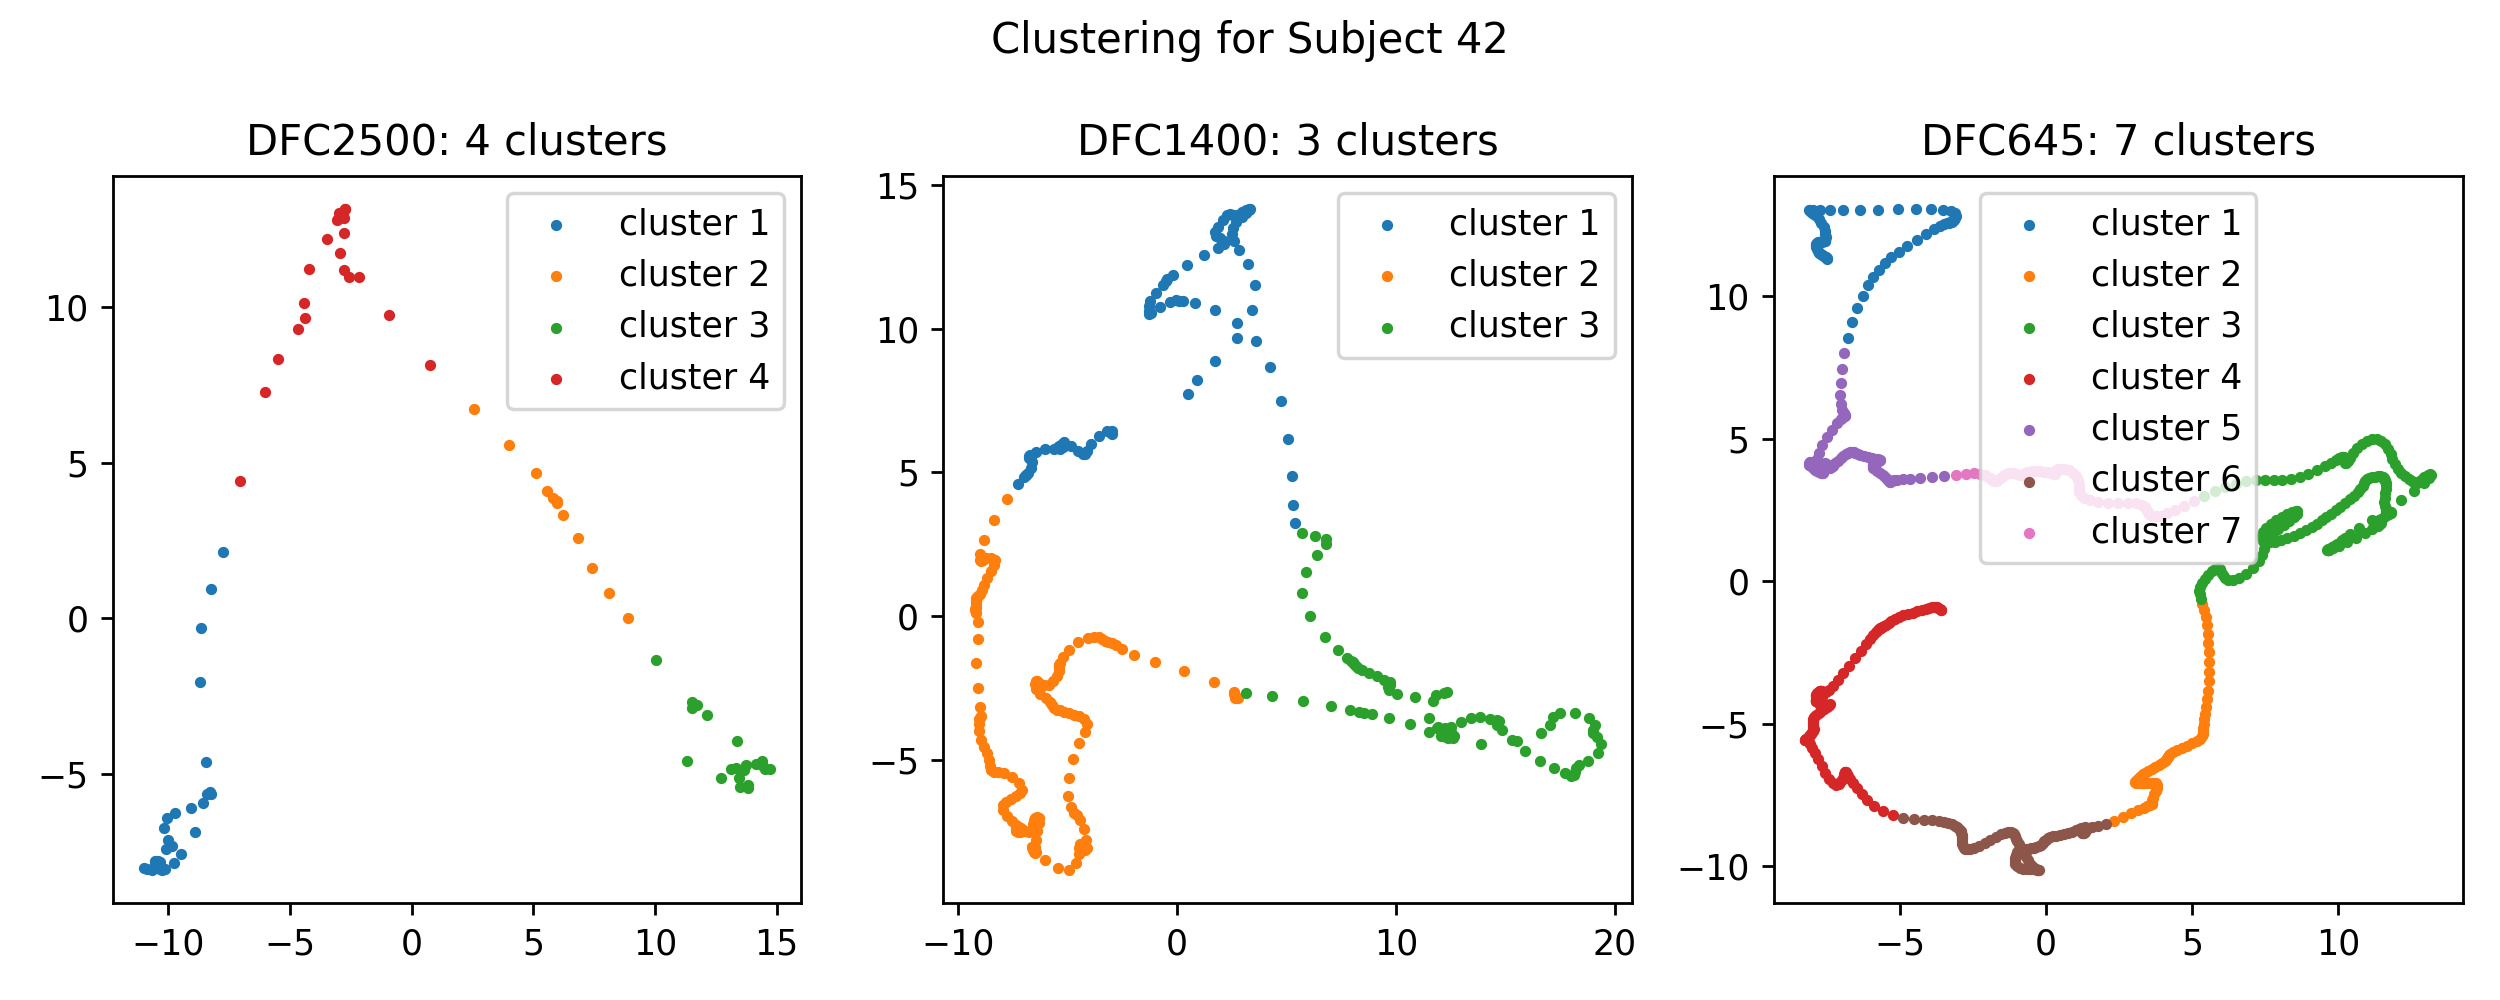 Clustering for Subject 42
DFC2500: 4 clusters
cluster 1
cluster 2
cluster 3
cluster 4
10
5
0
−5
−10
−5
0
5
10
15
DFC1400: 3 clusters
cluster 1
cluster 2
cluster 3
15
10
5
0
−5
−10
0
10
20
DFC645: 7 clusters
cluster 1
cluster 2
cluster 3
cluster 4
cluster 5
cluster 6
cluster 7
10
5
0
−5
−10
−5
0
5
10